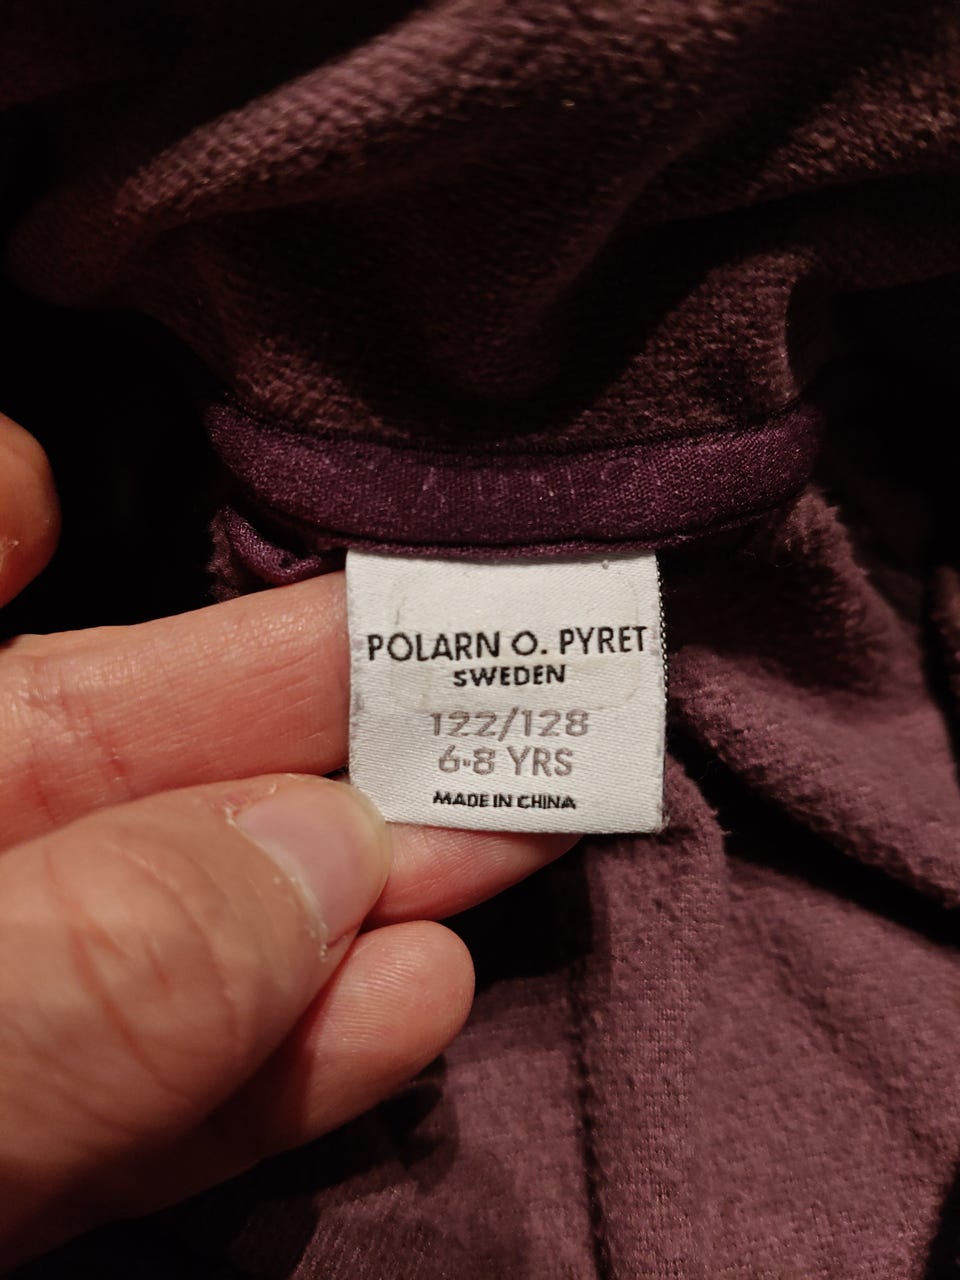 POLARN O. PYRET
SWEDEN
122/128
6-8 YRS
MADE IN CHINA